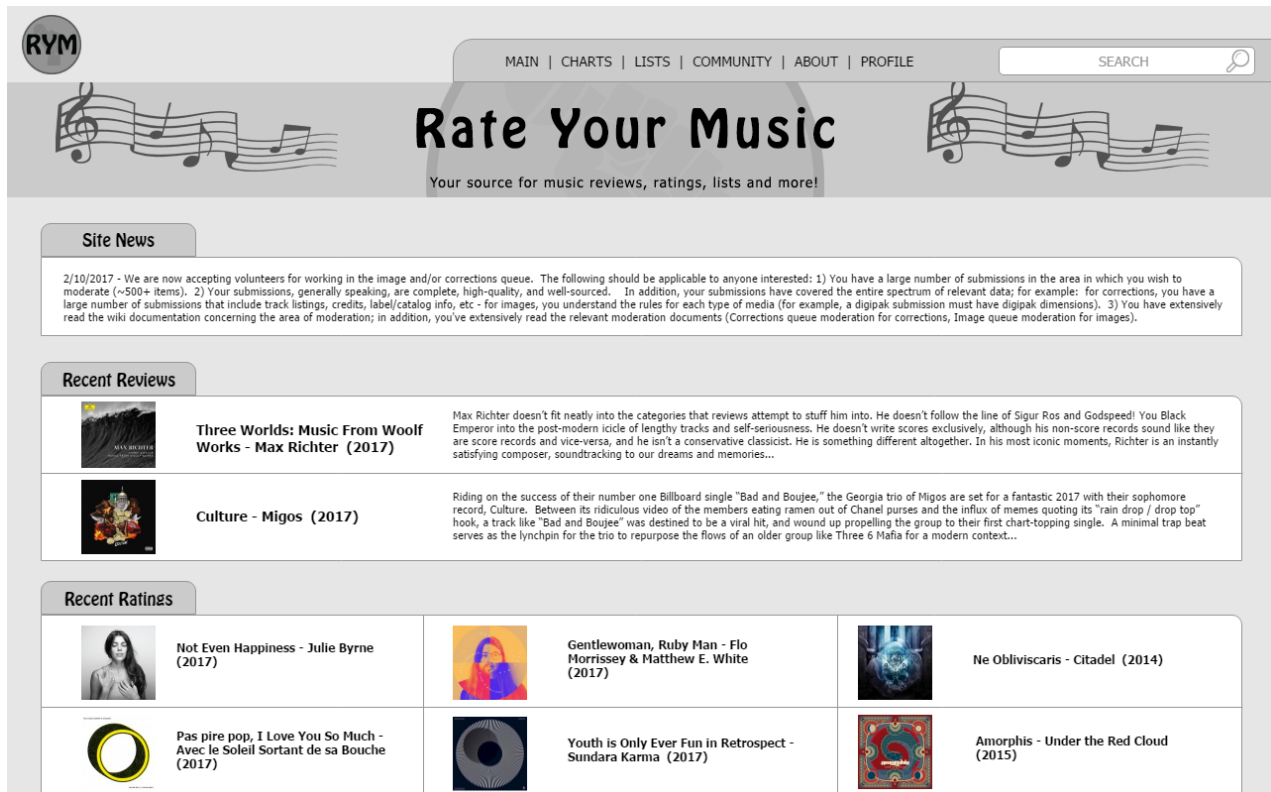 RYM
MAIN | CHARTS | LISTS | COMMUNITY | ABOUT | PROFILE
SEARCH
Rate Your Music
Your source for music reviews, ratings, lists and more!
Site News
2/10/2017 - We are now accepting volunteers for working in the image and/or corrections queue.  The following should be applicable to anyone interested: 1) You have a large number of submissions in the area in which you wish to
moderate (~500+ items).  2) Your submissions, generally speaking, are complete, high-quality, and well-sourced.    In addition, your submissions have covered the entire spectrum of relevant data; for example:  for corrections, you have a
large number of submissions that include track listings, credits, label/catalog info, etc - for images, you understand the rules for each type of media (for example, a digipak submission must have digipak dimensions).  3) You have extensively
read the wiki documentation concerning the area of moderation; in addition, you've extensively read the relevant moderation documents (Corrections queue moderation for corrections, Image queue moderation for images).
Recent Reviews
MAX RICHTER
Three Worlds: Music From Woolf
Works - Max Richter  (2017)
Max Richter doesn't fit neatly into the categories that reviews attempt to stuff him into. He doesn't follow the line of Sigur Ros and Godspeed! You Black
Emperor into the post-modern icicle of lengthy tracks and self-seriousness. He doesn't write scores exclusively, although his non-score records sound like they
are score records and vice-versa, and he isn't a conservative classicist. He is something different altogether. In his most iconic moments, Richter is an instantly
satisfying composer, soundtracking to our dreams and memories...
Culture - Migos  (2017)
Riding on the success of their number one Billboard single "Bad and Boujee," the Georgia trio of Migos are set for a fantastic 2017 with their sophomore
record, Culture.  Between its ridiculous video of the members eating ramen out of Chanel purses and the influx of memes quoting its "rain drop / drop top"
hook, a track like "Bad and Boujee" was destined to be a viral hit, and wound up propelling the group to their first chart-topping single.  A minimal trap beat
serves as the lynchpin for the trio to repurpose the flows of an older group like Three 6 Mafia for a modern context...
Recent Ratings
Not Even Happiness - Julie Byrne
(2017)
Gentlewoman, Ruby Man - Flo
Morrissey & Matthew E. White
(2017)
Ne Obliviscaris - Citadel  (2014)
Pas pire pop, I Love You So Much -
Avec le Soleil Sortant de sa Bouche
(2017)
Youth is Only Ever Fun in Retrospect -
Sundara Karma  (2017)
Amorphis - Under the Red Cloud
(2015)